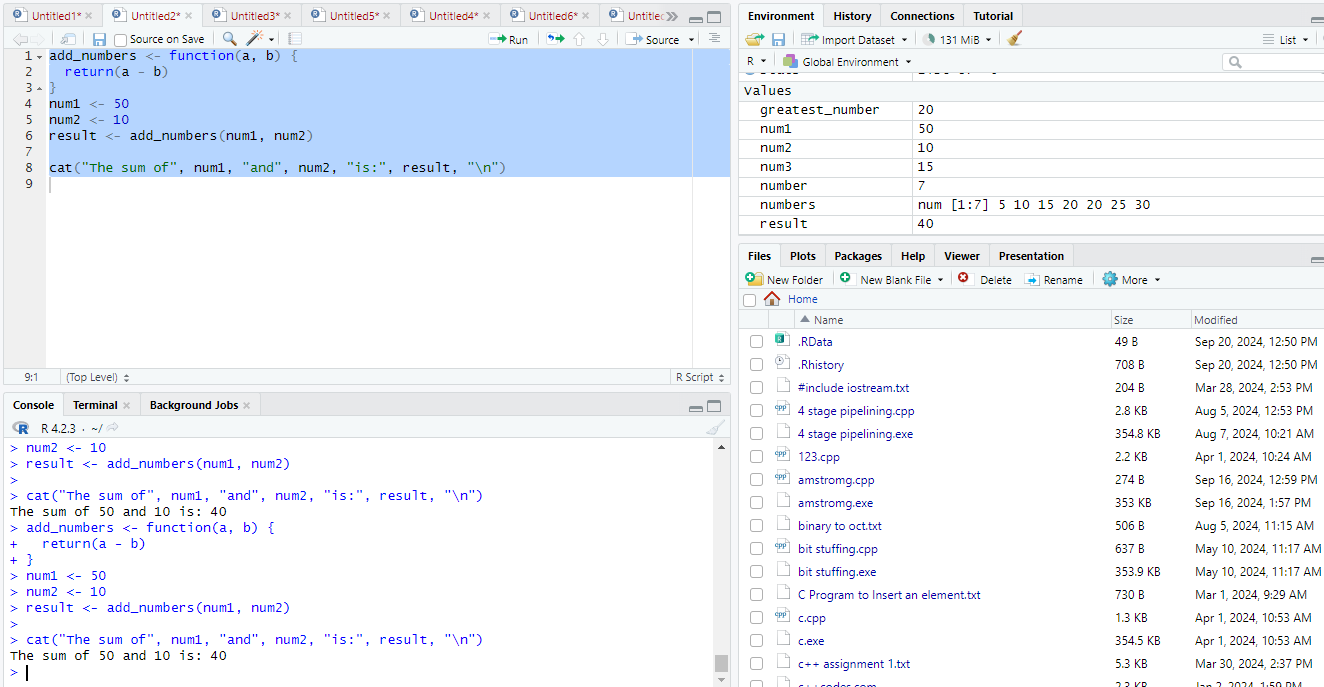 Untitled1* Untitled2* Untitled3* Untitled5* Untitled4* Untitled6* Untitle
Source on Save Run Source
1 add_numbers <- function(a, b) {
2   return(a - b)
3 }
4 num1 <- 50
5 num2 <- 10
6 result <- add_numbers(num1, num2)
7
8 cat("The sum of", num1, "and", num2, "is:", result, "\n")
9
9:1 (Top Level) R Script
Console Terminal Background Jobs
R 4.2.3 · ~/
> num2 <- 10
> result <- add_numbers(num1, num2)
>
> cat("The sum of", num1, "and", num2, "is:", result, "\n")
The sum of 50 and 10 is: 40
> add_numbers <- function(a, b) {
+   return(a - b)
+ }
> num1 <- 50
> num2 <- 10
> result <- add_numbers(num1, num2)
>
> cat("The sum of", num1, "and", num2, "is:", result, "\n")
The sum of 50 and 10 is: 40
>
Environment History Connections Tutorial
Import Dataset 131 MiB List
R Global Environment
Values
greatest_number 20
num1 50
num2 10
num3 15
number 7
numbers num [1:7] 5 10 15 20 20 25 30
result 40
Files Plots Packages Help Viewer Presentation
New Folder New Blank File Delete Rename More
Home
Name Size Modified
.RData 49 B Sep 20, 2024, 12:50 PM
.Rhistory 708 B Sep 20, 2024, 12:50 PM
#include iostream.txt 204 B Mar 28, 2024, 2:53 PM
4 stage pipelining.cpp 2.8 KB Aug 5, 2024, 12:53 PM
4 stage pipelining.exe 354.8 KB Aug 7, 2024, 10:21 AM
123.cpp 2.2 KB Apr 1, 2024, 10:24 AM
amstromg.cpp 274 B Sep 16, 2024, 12:59 PM
amstromg.exe 353 KB Sep 16, 2024, 1:57 PM
binary to oct.txt 506 B Aug 5, 2024, 11:15 AM
bit stuffing.cpp 637 B May 10, 2024, 11:17 AM
bit stuffing.exe 353.9 KB May 10, 2024, 11:17 AM
C Program to Insert an element.txt 730 B Mar 1, 2024, 9:29 AM
c.cpp 1.3 KB Apr 1, 2024, 10:53 AM
c.exe 354.5 KB Apr 1, 2024, 10:53 AM
c++ assignment 1.txt 5.3 KB Mar 30, 2024, 2:37 PM
c++codes.com 2.3 KB Jan 2, 2024, 1:59 PM